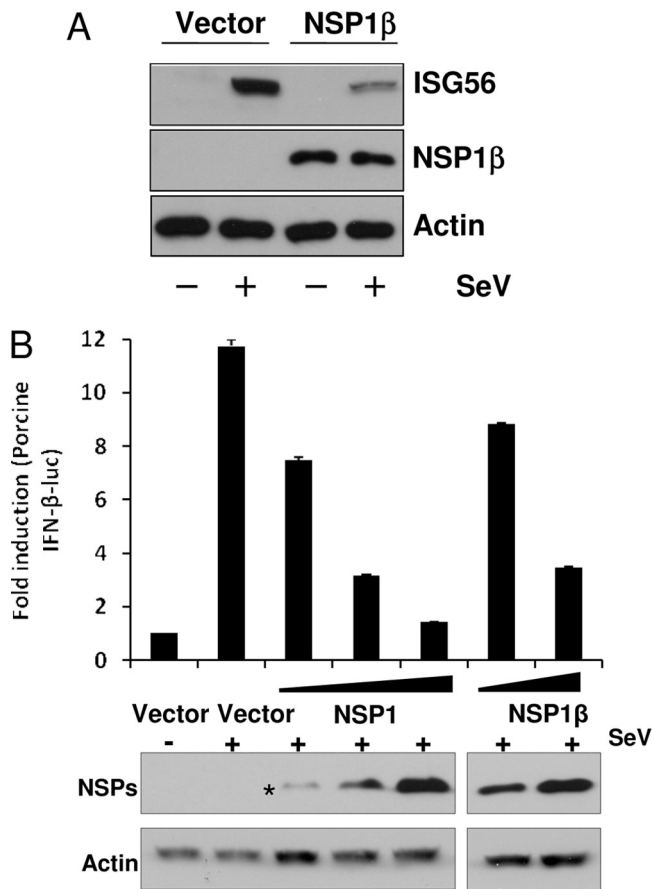 A
Vector NSP1β
ISG56
NSP1β
Actin
− + − + SeV
B
Fold induction (Porcine
IFN-β-luc)
12
10
8
6
4
2
0
Vector Vector NSP1 NSP1β
- + + + + + + SeV
NSPs *
Actin